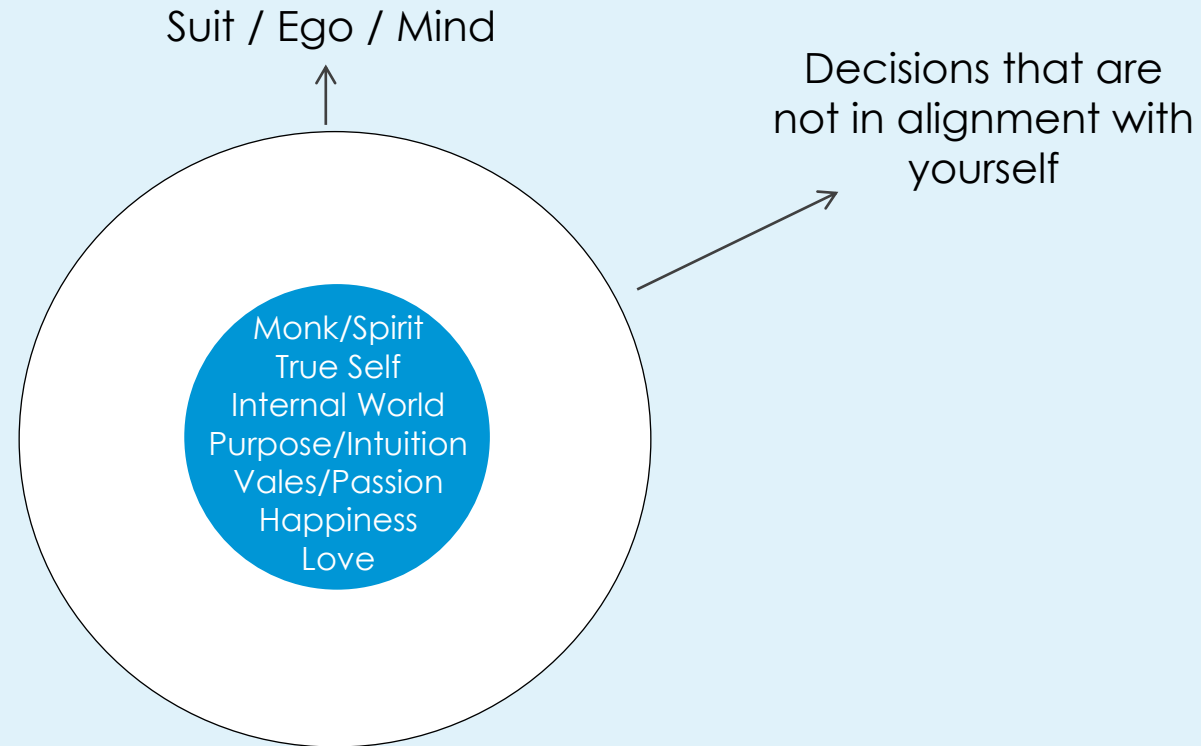 Suit / Ego / Mind
Decisions that are
not in alignment with
yourself
Monk/Spirit
True Self
Internal World
Purpose/Intuition
Vales/Passion
Happiness
Love